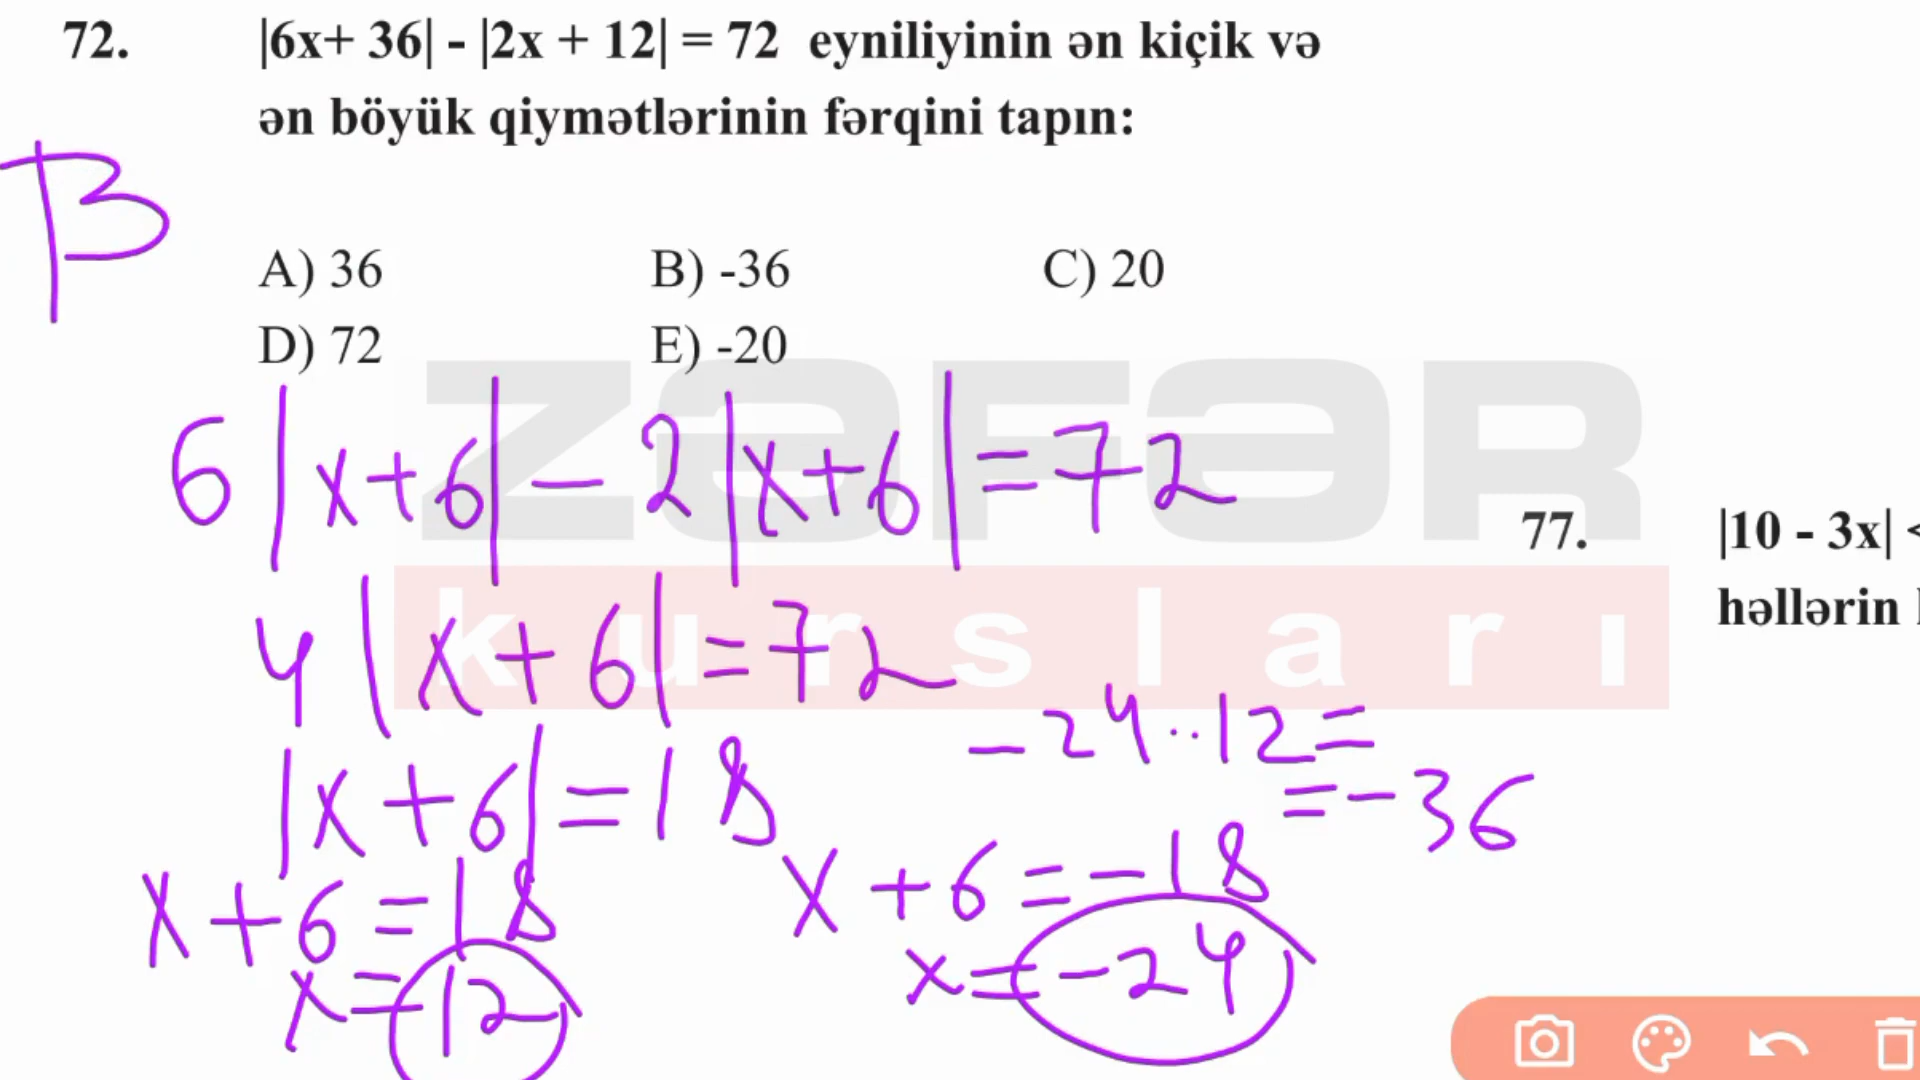 72. |6x+ 36| - |2x + 12| = 72 eyniliyinin ən kiçik və
ən böyük qiymətlərinin fərqini tapın:
B
A) 36 B) -36 C) 20
D) 72 E) -20
ZƏFƏR
kursları
6|x+6| - 2|x+6| = 72
77. |10 - 3x| <
həllərin
4|x+6| = 72
-24 - 12 =
= -36
|x+6| = 18
x+6 = 18 x+6 = -18
x = 12 x = -24